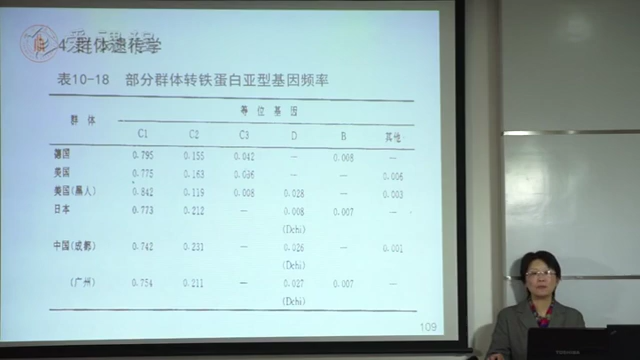 4. 群体遗传学
表10-18 部分群体转铁蛋白亚型基因频率
群 体 等 位 基 因
C1 C2 C3 D B 其他
德国 0.795 0.155 0.042 — 0.008 —
美国 0.775 0.163 0.036 — — 0.006
美国(黑人) 0.842 0.119 0.008 0.028 — 0.003
日本 0.773 0.212 — 0.008 0.007 —
(Dchi)
中国(成都) 0.742 0.231 — 0.026 — 0.001
(Dchi)
(广州) 0.754 0.211 — 0.027 0.007 —
(Dchi)
109